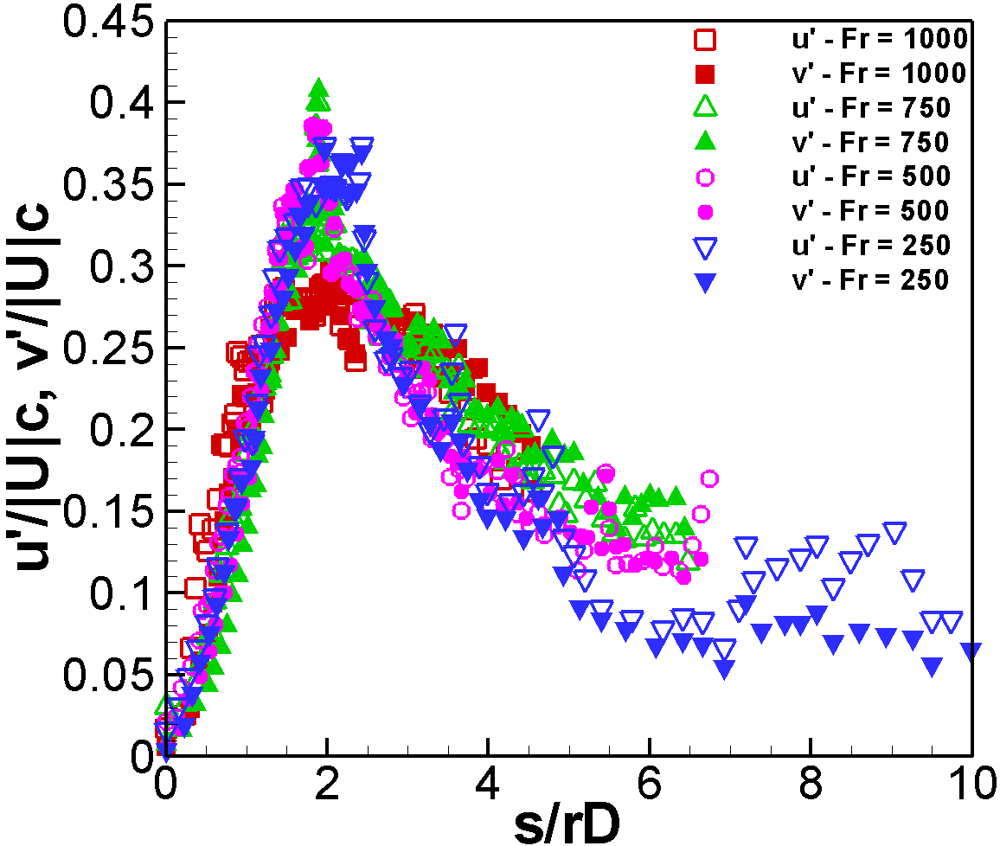 0.45
0.4
0.35
0.3
0.25
0.2
0.15
0.1
0.05
0
u'/|U|c, v'/|U|c
u' - Fr = 1000
v' - Fr = 1000
u' - Fr = 750
v' - Fr = 750
u' - Fr = 500
v' - Fr = 500
u' - Fr = 250
v' - Fr = 250
0 2 4 6 8 10
s/rD